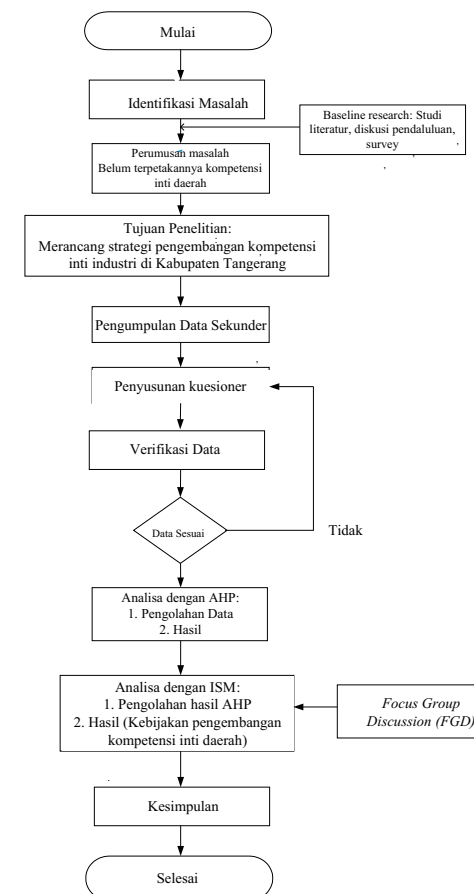 Mulai
Identifikasi Masalah
Baseline research: Studi
literatur, diskusi pendaluluan,
survey
Perumusan masalah
Belum terpetakannya kompetensi
inti daerah
Tujuan Penelitian:
Merancang strategi pengembangan kompetensi
inti industri di Kabupaten Tangerang
Pengumpulan Data Sekunder
Penyusunan kuesioner
Verifikasi Data
Data Sesuai
Tidak
Analisa dengan AHP:
1. Pengolahan Data
2. Hasil
Analisa dengan ISM:
1. Pengolahan hasil AHP
2. Hasil (Kebijakan pengembangan
kompetensi inti daerah)
Focus Group
Discussion (FGD)
Kesimpulan
Selesai